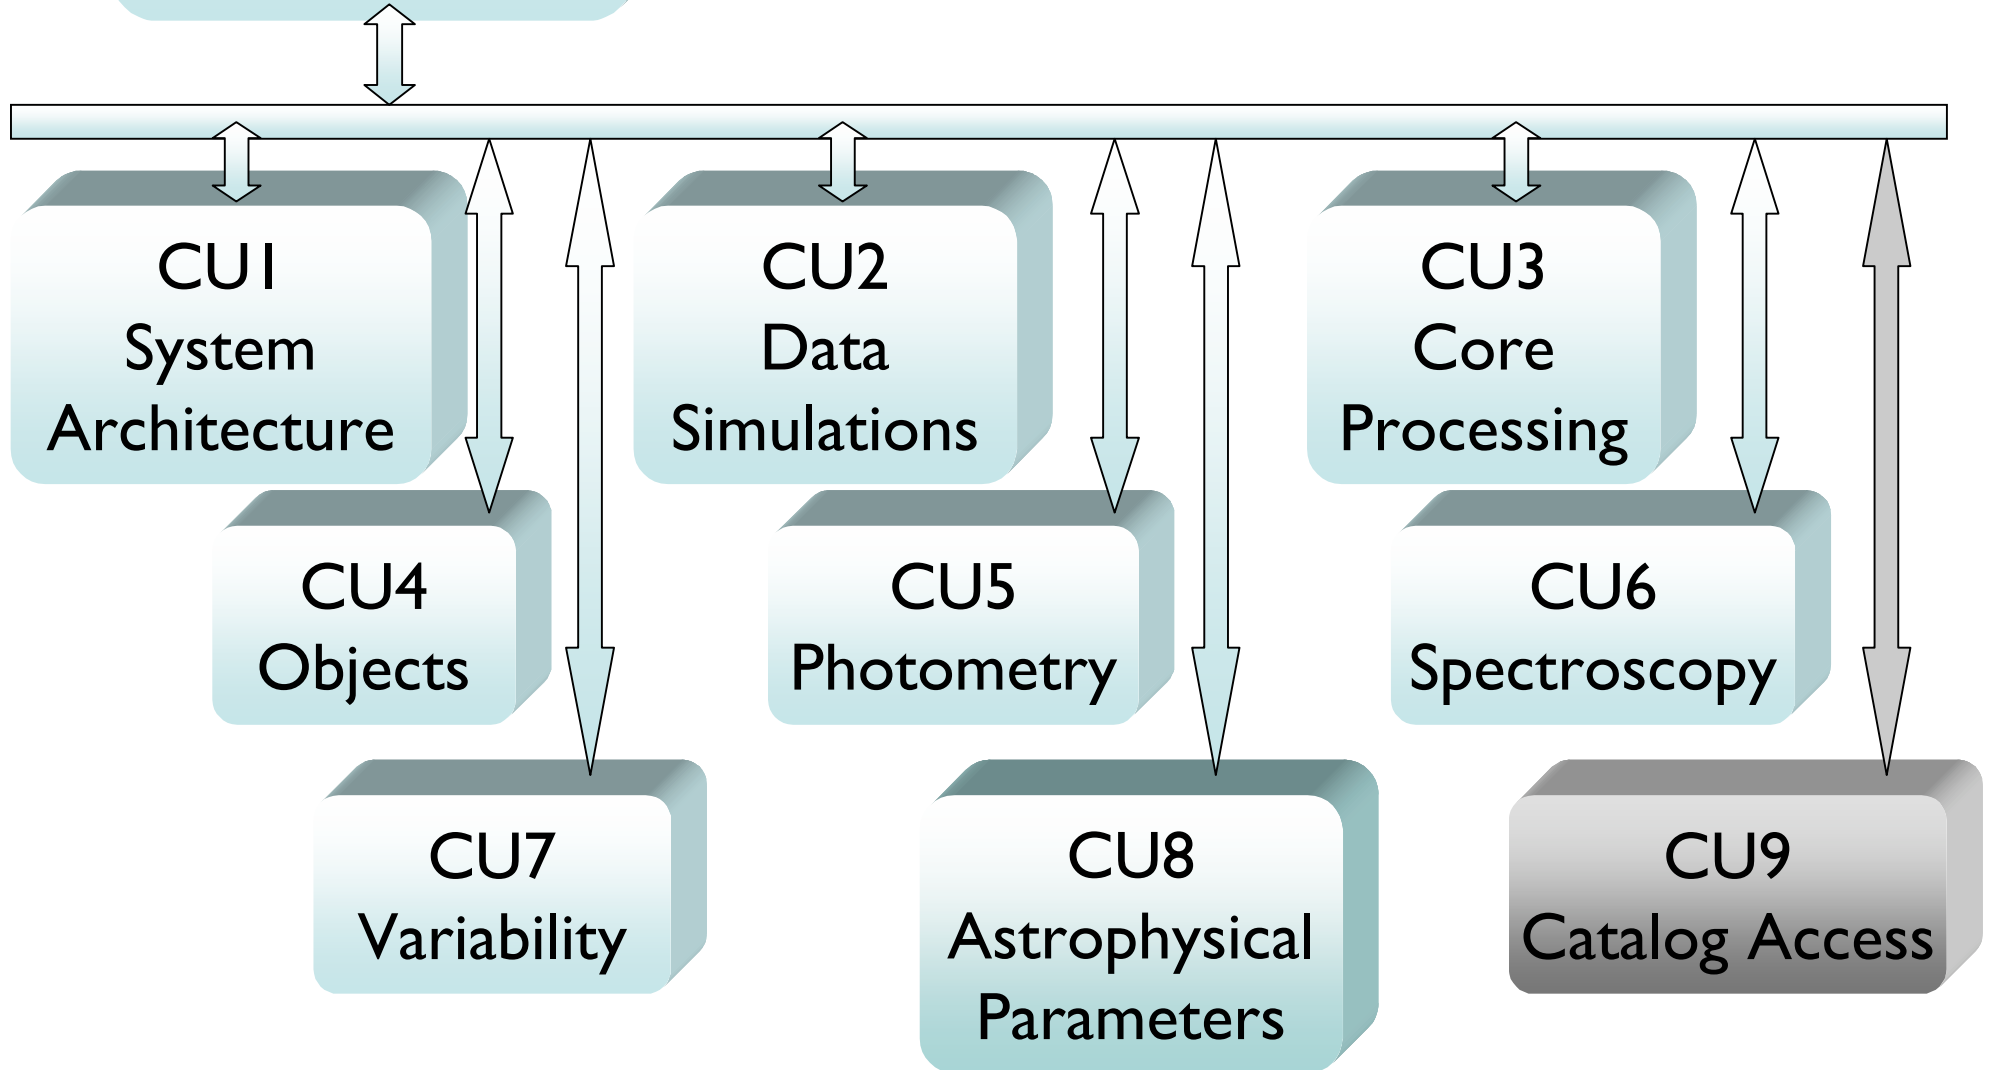 CU1
System
Architecture
CU2
Data
Simulations
CU3
Core
Processing
CU4
Objects
CU5
Photometry
CU6
Spectroscopy
CU7
Variability
CU8
Astrophysical
Parameters
CU9
Catalog Access